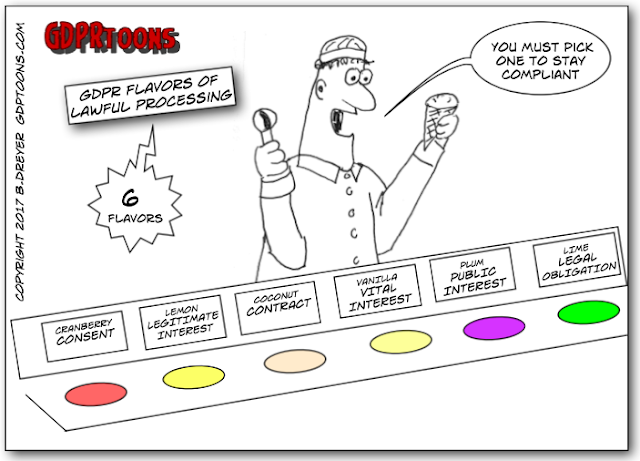 GDPRTOONS
COPYRIGHT 2017 B.DREYER GDPTOONS.COM
GDPR FLAVORS OF
LAWFUL PROCESSING
6
FLAVORS
YOU MUST PICK
ONE TO STAY
COMPLIANT
CRANBERRY
CONSENT
LEMON
LEGITIMATE
INTEREST
COCONUT
CONTRACT
VANILLA
VITAL
INTEREST
PLUM
PUBLIC
INTEREST
LIME
LEGAL
OBLIGATION